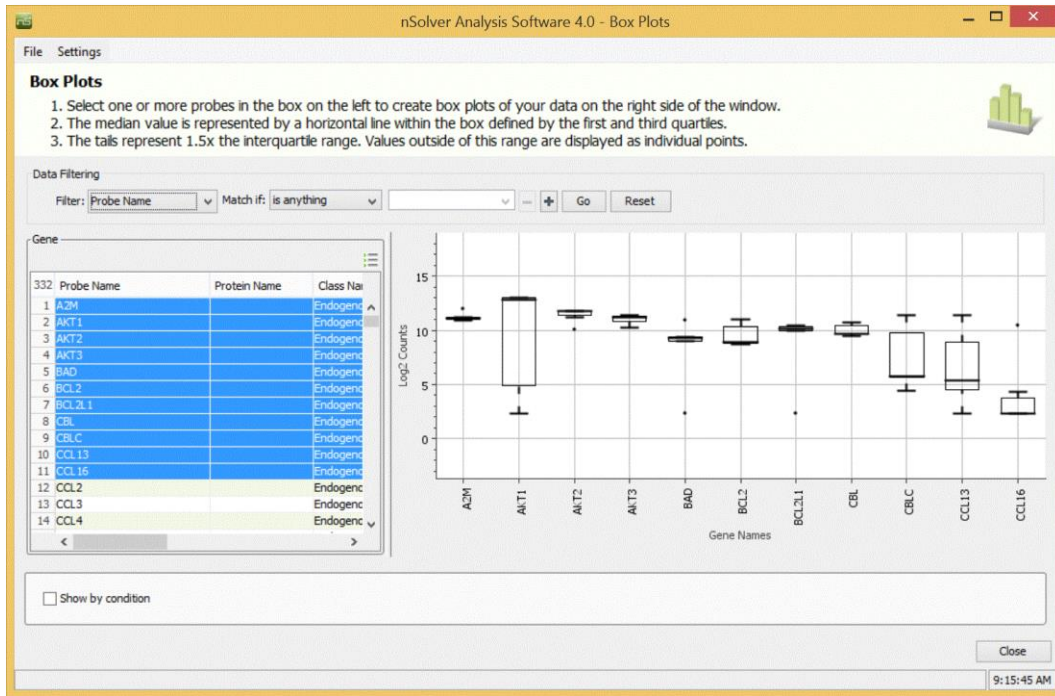 nSolver Analysis Software 4.0 - Box Plots
File Settings
Box Plots
1. Select one or more probes in the box on the left to create box plots of your data on the right side of the window.
2. The median value is represented by a horizontal line within the box defined by the first and third quartiles.
3. The tails represent 1.5x the interquartile range. Values outside of this range are displayed as individual points.
Data Filtering
Filter: Probe Name Match if: is anything Go Reset
Gene
332 Probe Name Protein Name Class Nar
1 A2M Endogenc
2 AKT1 Endogenc
3 AKT2 Endogenc
4 AKT3 Endogenc
5 BAD Endogenc
6 BCL2 Endogenc
7 BCL2L1 Endogenc
8 CBL Endogenc
9 CBLC Endogenc
10 CCL13 Endogenc
11 CCL16 Endogenc
12 CCL2 Endogenc
13 CCL3 Endogenc
14 CCL4 Endogenc
Log2 Counts
15
10
5
0
A2M AKT1 AKT2 AKT3 BAD BCL2 BCL2L1 CBL CBLC CCL13 CCL16
Gene Names
Show by condition
Close
9:15:45 AM